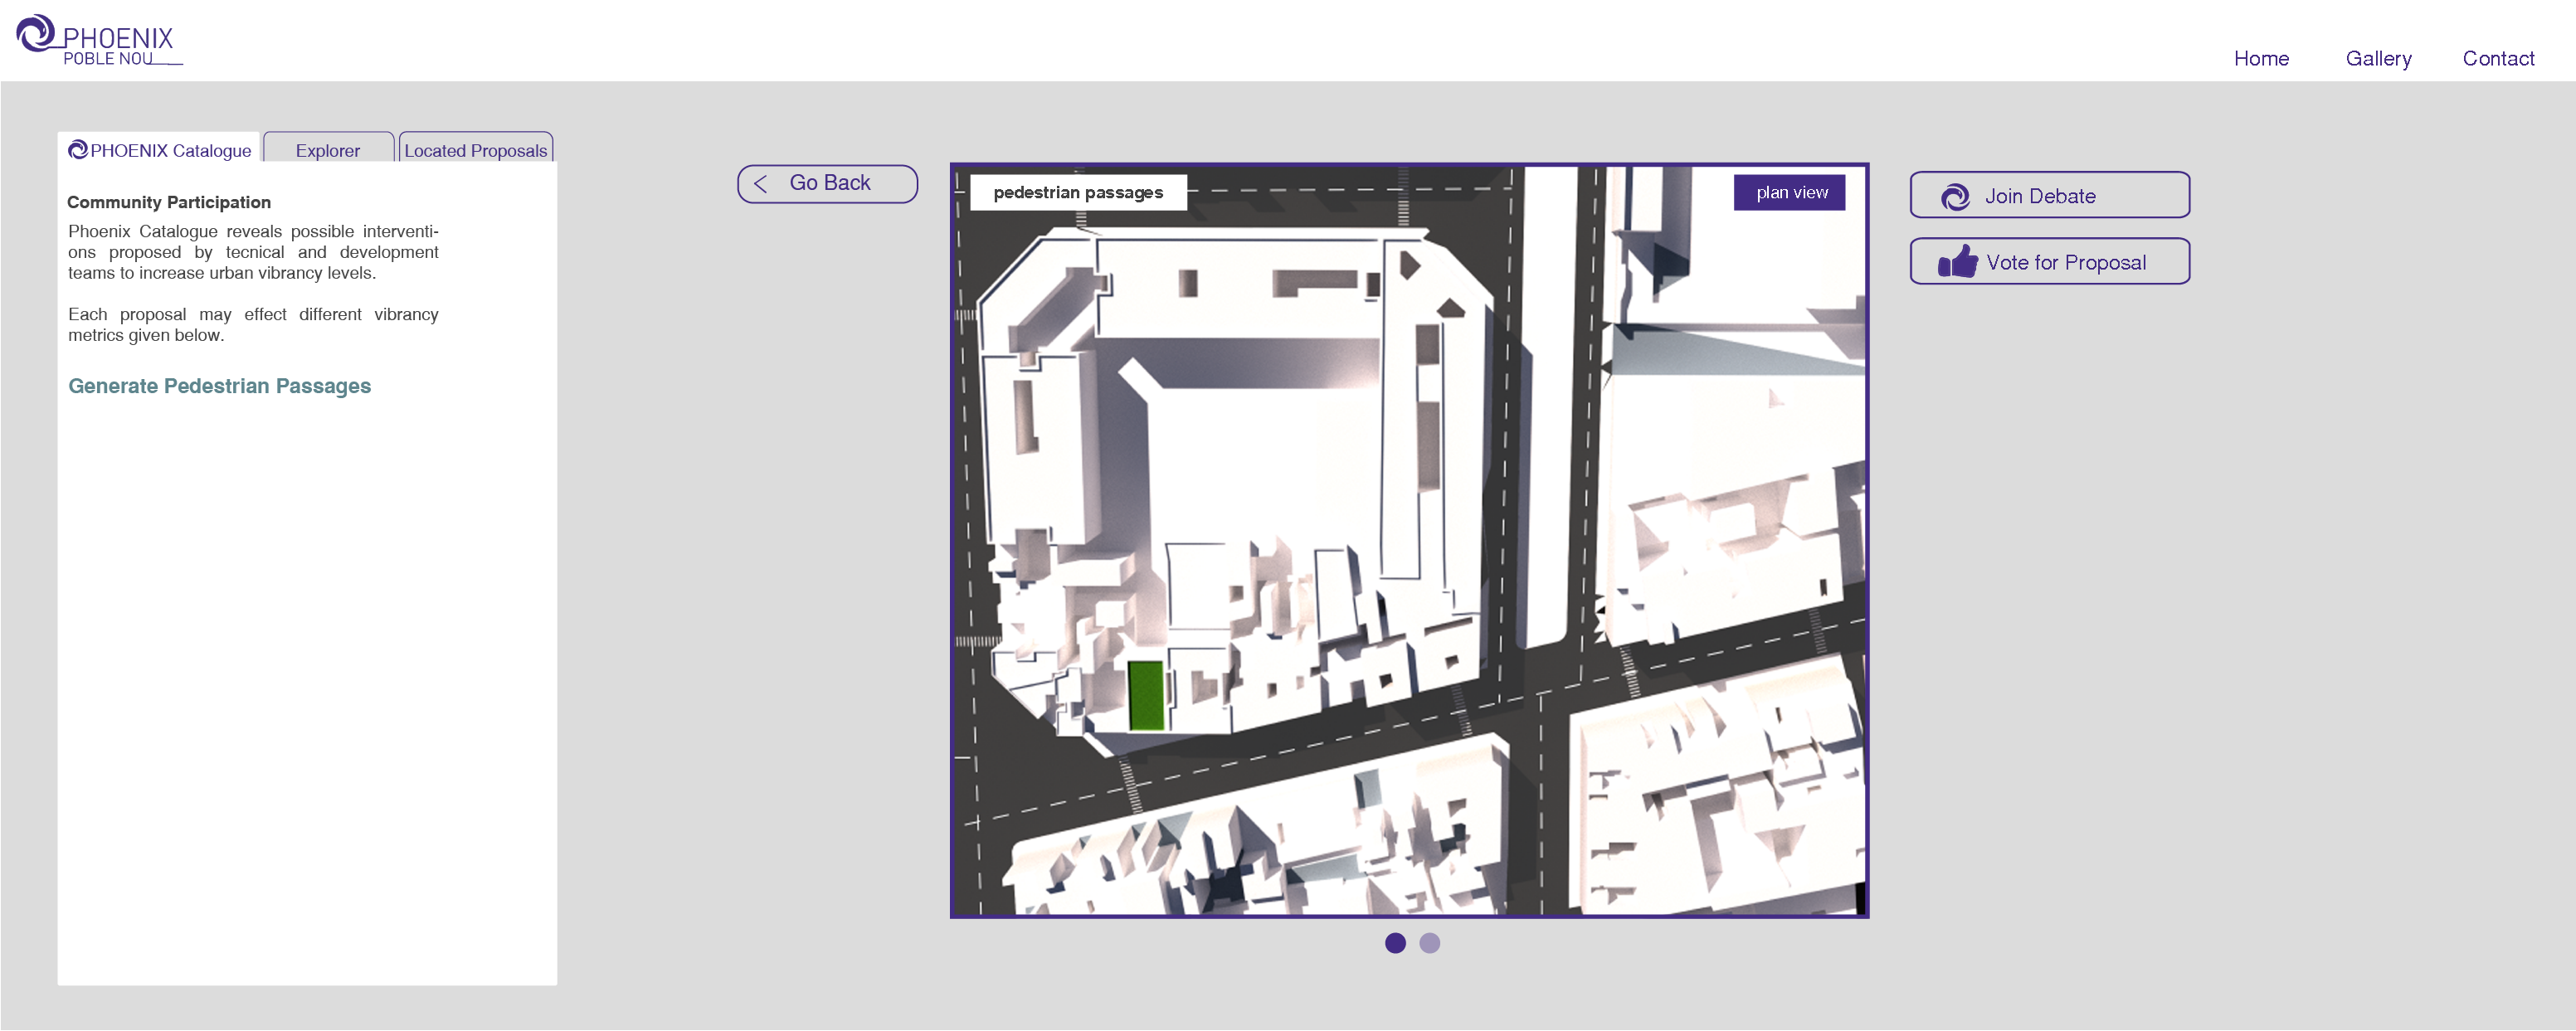 PHOENIX
POBLE NOU
Home Gallery Contact
PHOENIX Catalogue Explorer Located Proposals
Community Participation
Phoenix Catalogue reveals possible interventi-
ons proposed by tecnical and development
teams to increase urban vibrancy levels.
Each proposal may effect different vibrancy
metrics given below.
Generate Pedestrian Passages
Go Back
pedestrian passages
plan view
Join Debate
Vote for Proposal